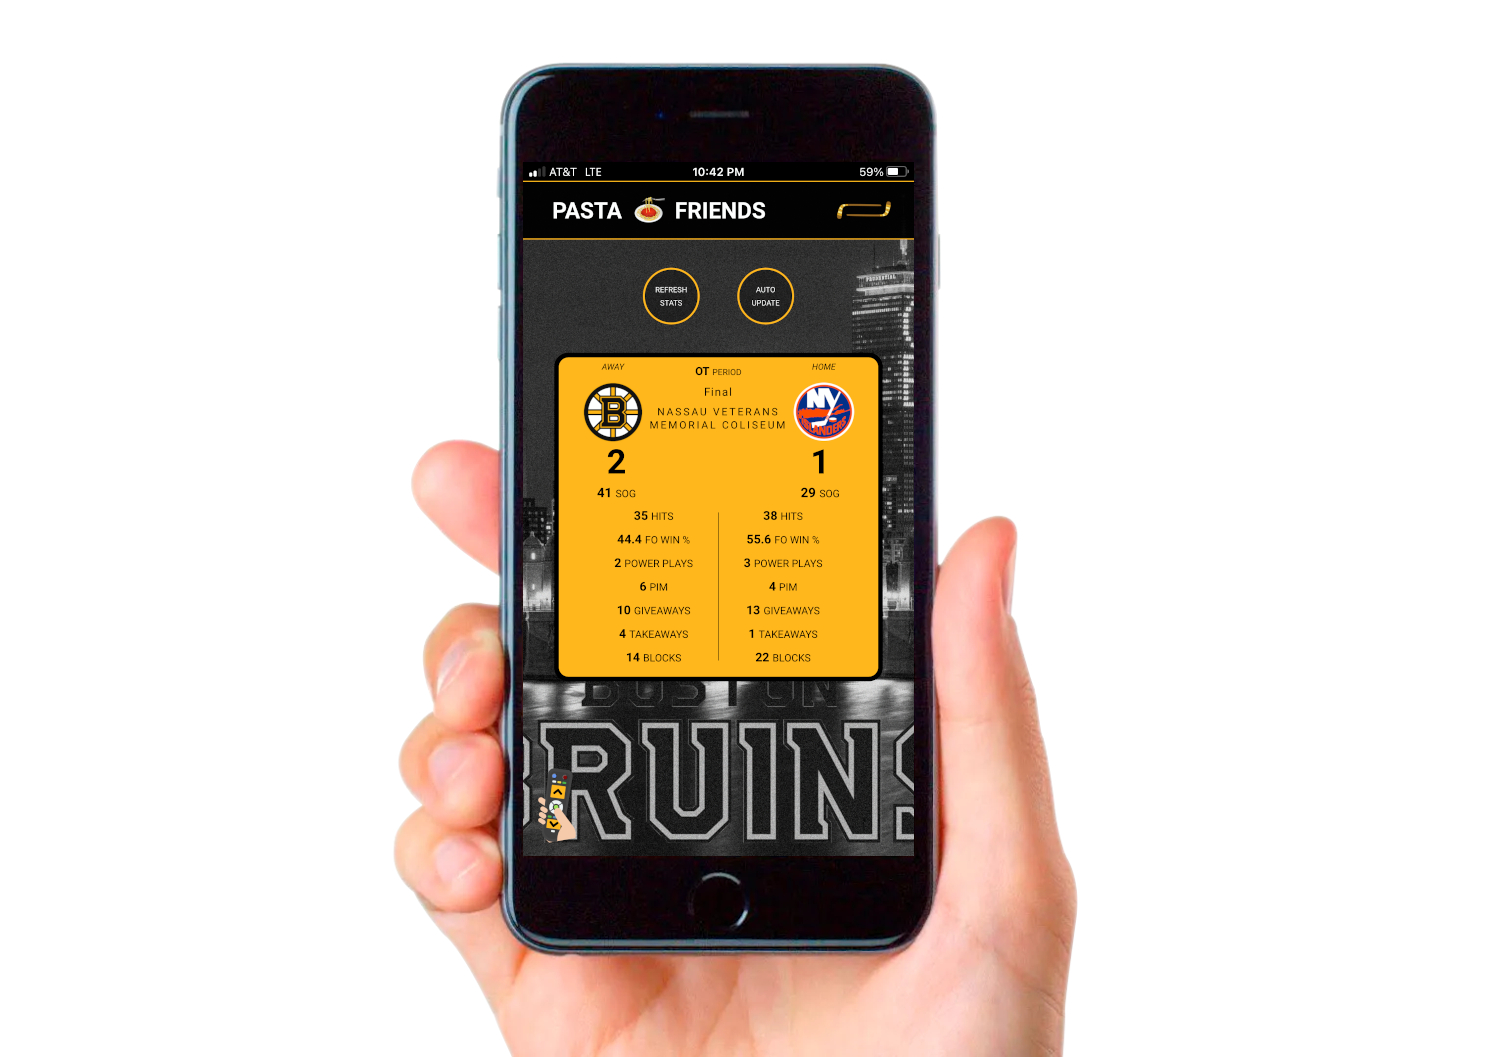 AT&T LTE 10:42 PM 59%
PASTA FRIENDS
REFRESH
STATS
AUTO
UPDATE
PRUDENTIAL
AWAY
OT PERIOD
HOME
Final
B
NY
ISLANDERS
NASSAU VETERANS
MEMORIAL COLISEUM
2 1
41 SOG 29 SOG
35 HITS 38 HITS
44.4 FO WIN % 55.6 FO WIN %
2 POWER PLAYS 3 POWER PLAYS
6 PIM 4 PIM
10 GIVEAWAYS 13 GIVEAWAYS
4 TAKEAWAYS 1 TAKEAWAYS
14 BLOCKS 22 BLOCKS
BOSTON
BRUINS